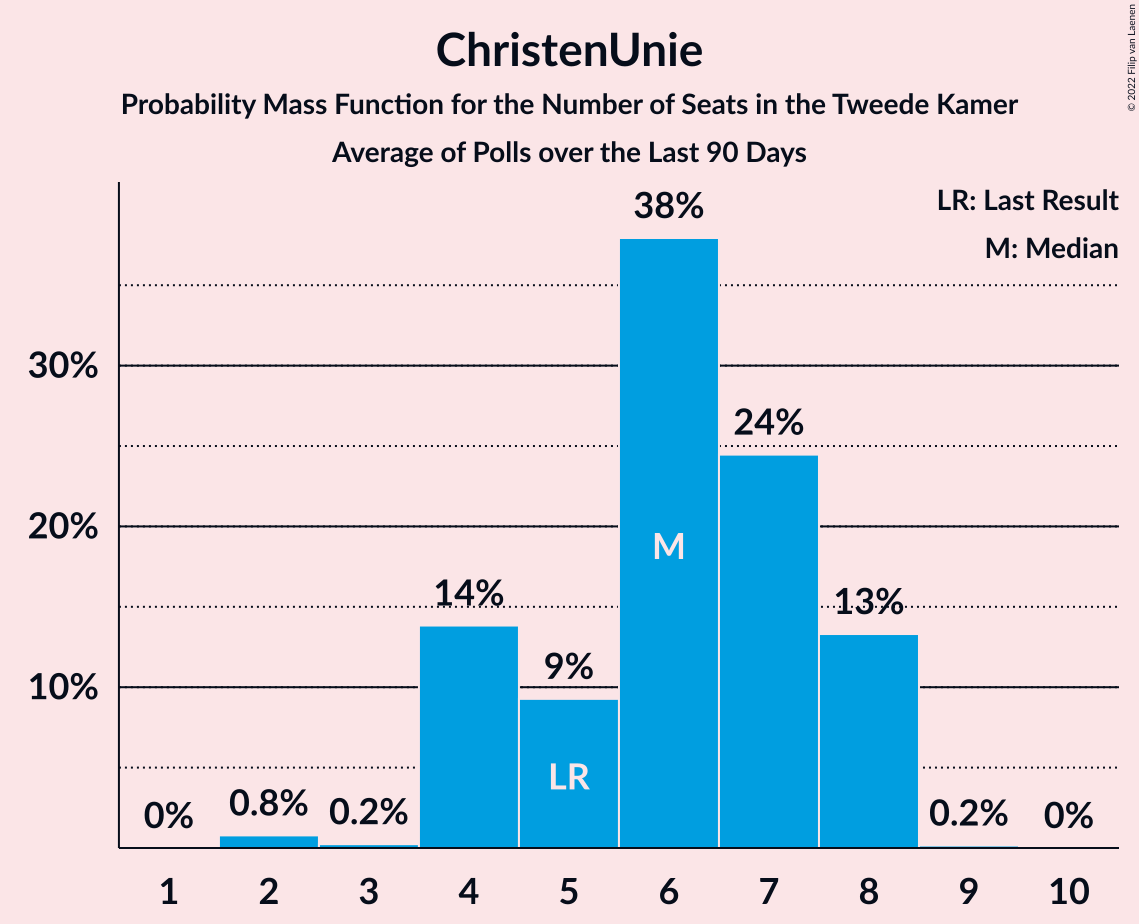 ChristenUnie
Probability Mass Function for the Number of Seats in the Tweede Kamer
Average of Polls over the Last 90 Days
© 2022 Filip van Laenen
LR: Last Result
M: Median
30%
20%
10%
0%
0.8%
0.2%
14%
9%
38%
24%
13%
0.2%
0%
LR
M
1 2 3 4 5 6 7 8 9 10